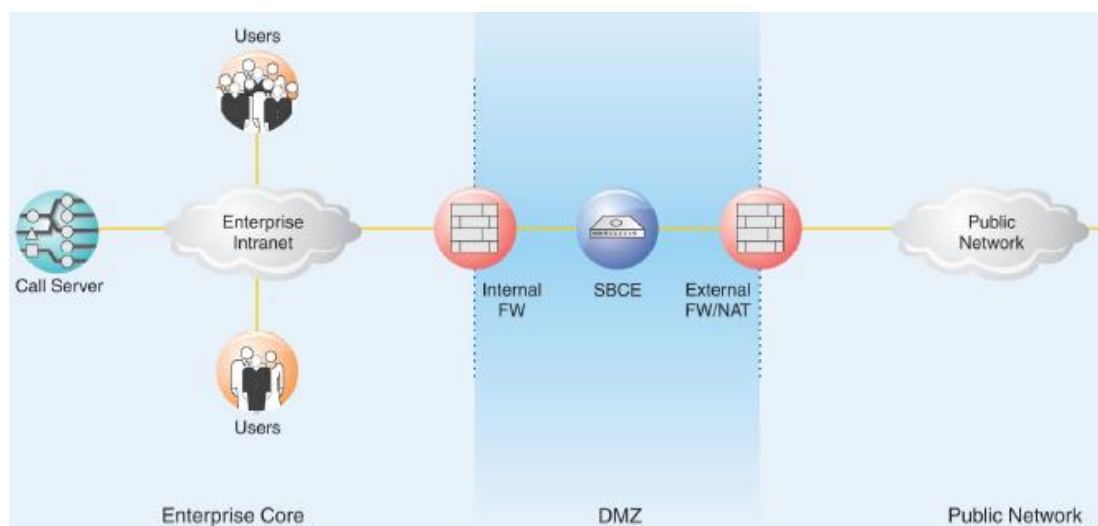 Users
Enterprise
Intranet
Call Server
Users
Internal
FW
SBCE
External
FW/NAT
Public
Network
Enterprise Core
DMZ
Public Network